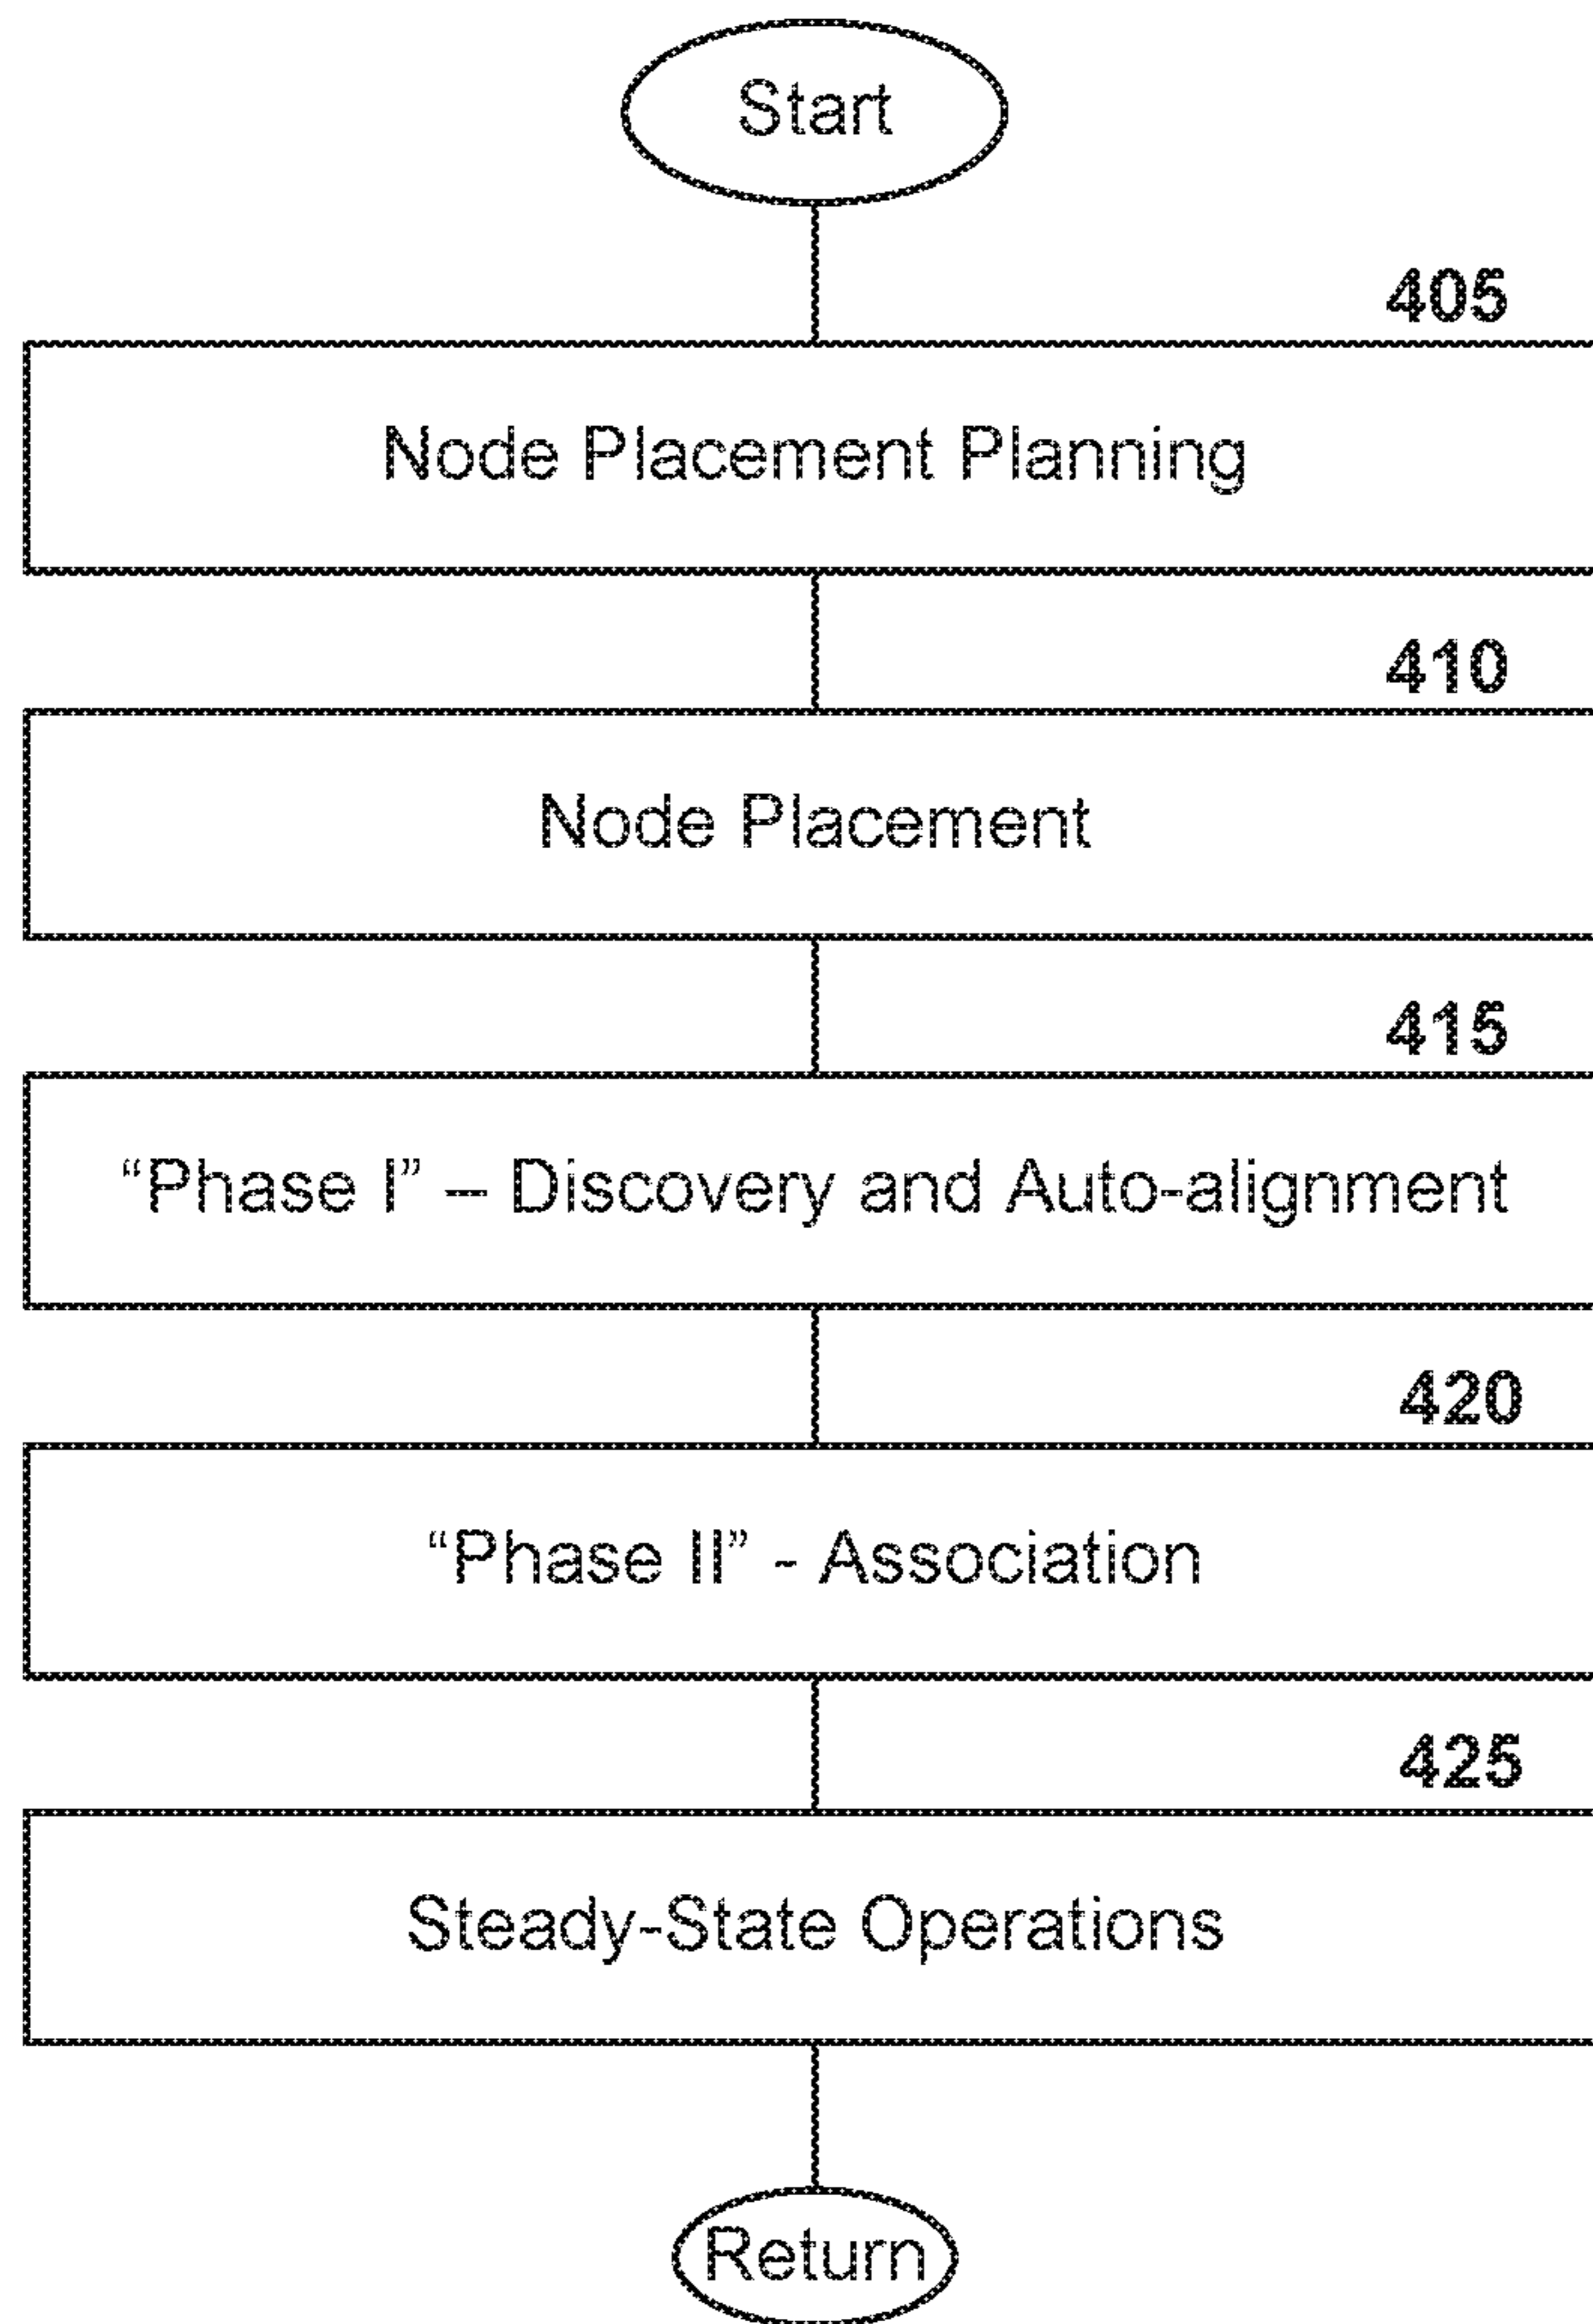 Start
405
Node Placement Planning
410
Node Placement
415
“Phase I” – Discovery and Auto-alignment
420
“Phase II” - Association
425
Steady-State Operations
Return